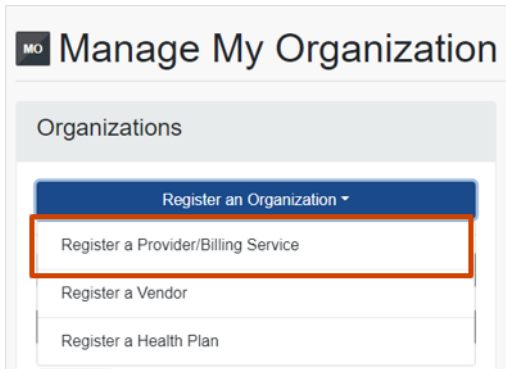 MO Manage My Organization
Organizations
Register an Organization
Register a Provider/Billing Service
Register a Vendor
Register a Health Plan